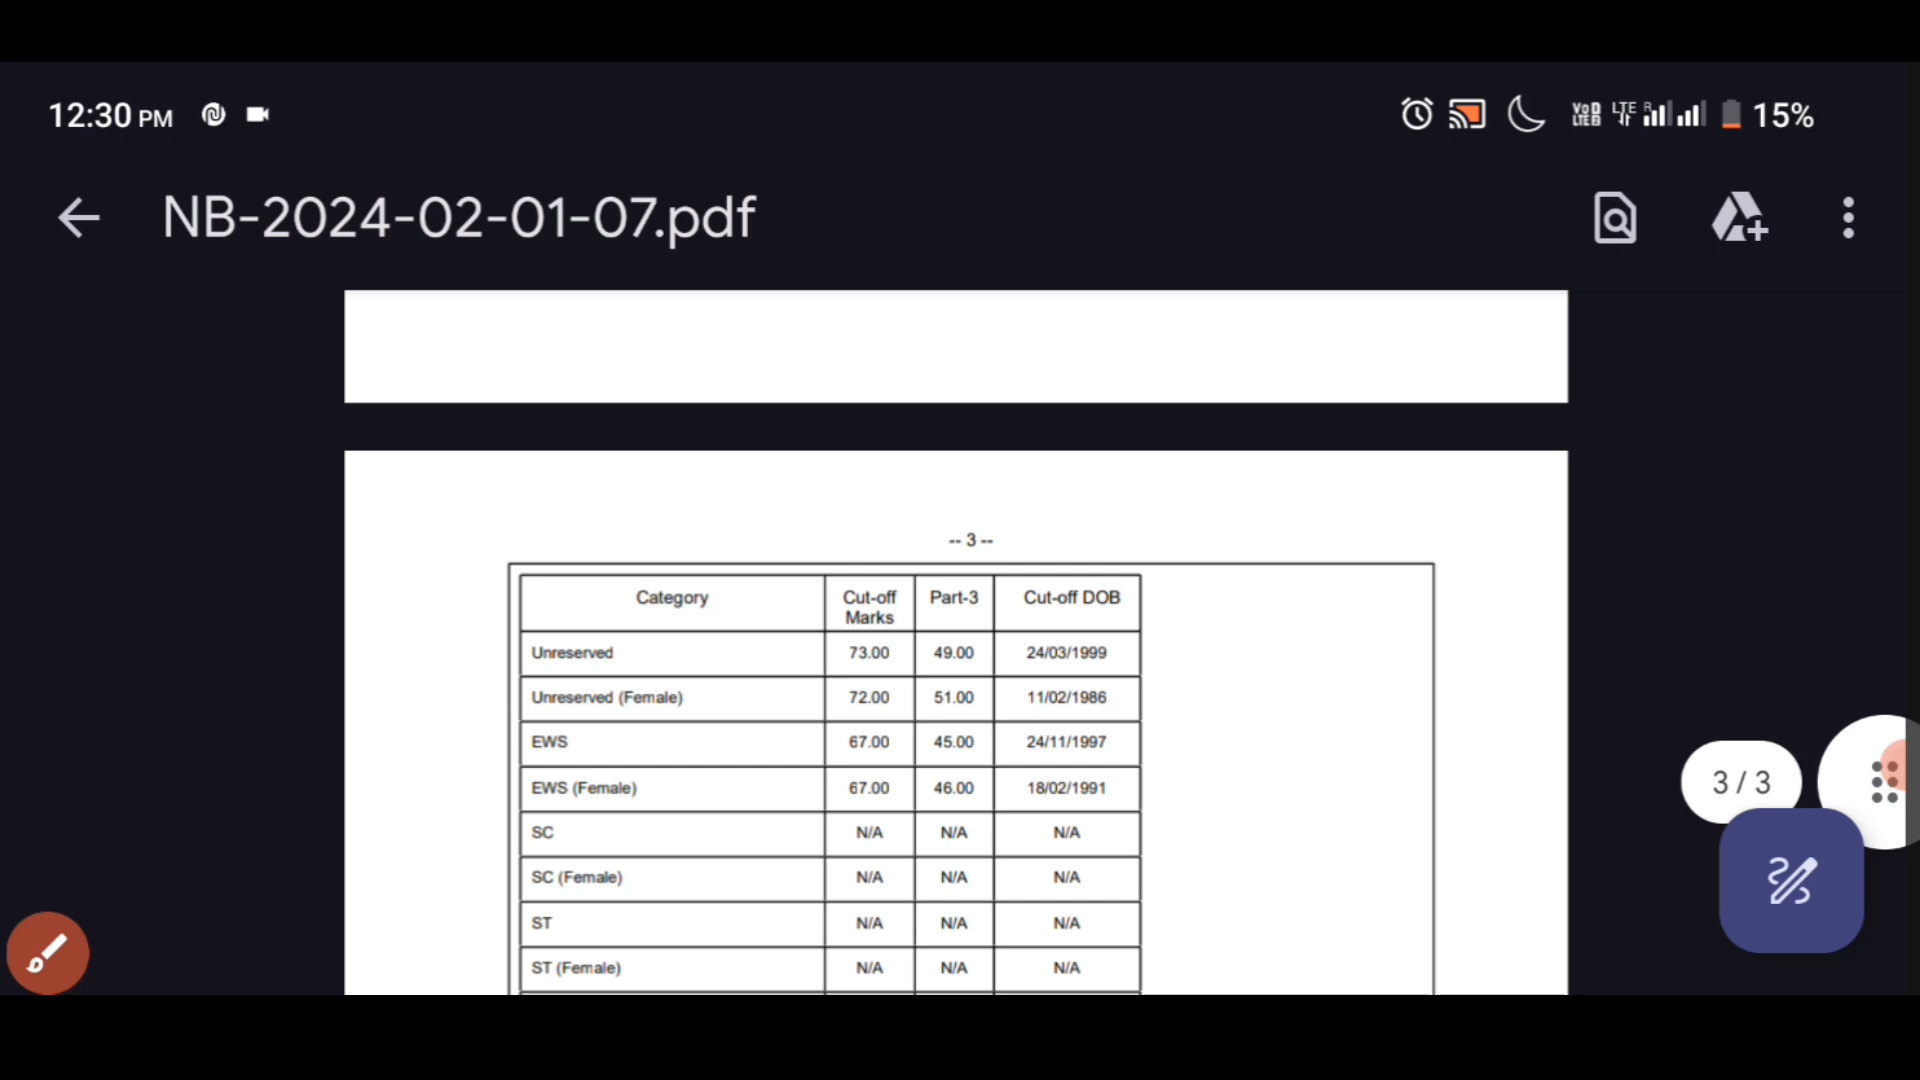 12:30 PM VoD LTE2 LTE R 15%
NB-2024-02-01-07.pdf
-- 3 --
Category Cut-off Marks Part-3 Cut-off DOB
Unreserved 73.00 49.00 24/03/1999
Unreserved (Female) 72.00 51.00 11/02/1986
EWS 67.00 45.00 24/11/1997
EWS (Female) 67.00 46.00 18/02/1991
SC N/A N/A N/A
SC (Female) N/A N/A N/A
ST N/A N/A N/A
ST (Female) N/A N/A N/A
3 / 3